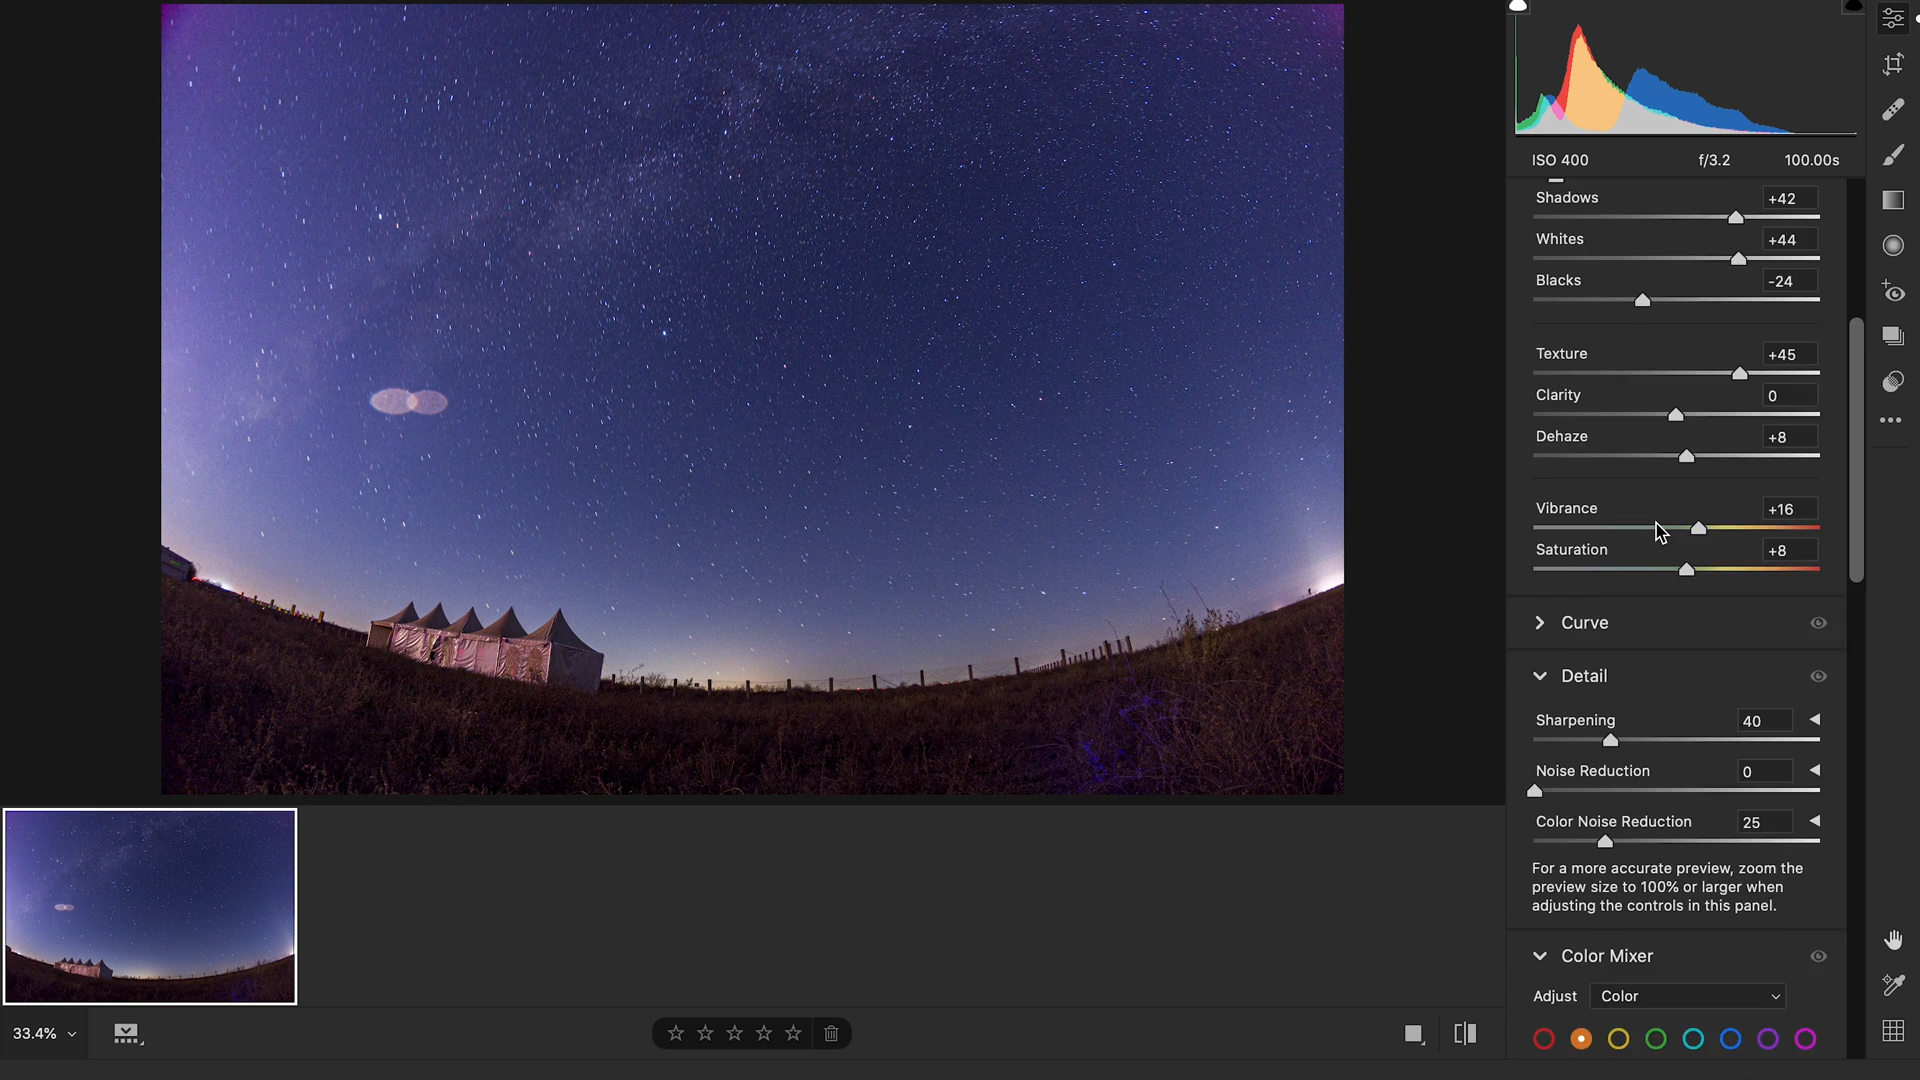 ISO 400 f/3.2 100.00s
Shadows +42
Whites +44
Blacks -24
Texture +45
Clarity 0
Dehaze +8
Vibrance +16
Saturation +8
Curve
Detail
Sharpening 40
Noise Reduction 0
Color Noise Reduction 25
For a more accurate preview, zoom the
preview size to 100% or larger when
adjusting the controls in this panel.
Color Mixer
Adjust Color
33.4%